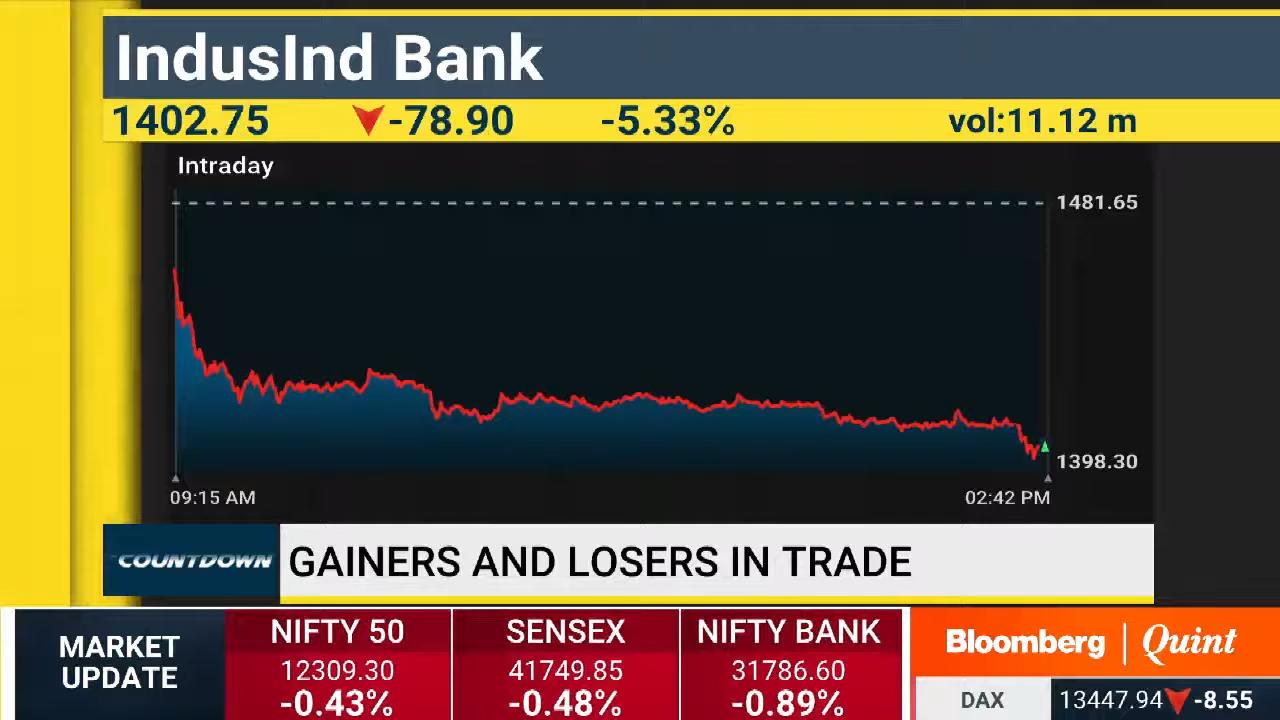 IndusInd Bank
1402.75 -78.90 -5.33% vol:11.12 m
Intraday
1481.65
1398.30
09:15 AM 02:42 PM
COUNTDOWN GAINERS AND LOSERS IN TRADE
MARKET UPDATE
NIFTY 50
12309.30
-0.43%
SENSEX
41749.85
-0.48%
NIFTY BANK
31786.60
-0.89%
Bloomberg | Quint
DAX 13447.94 -8.55